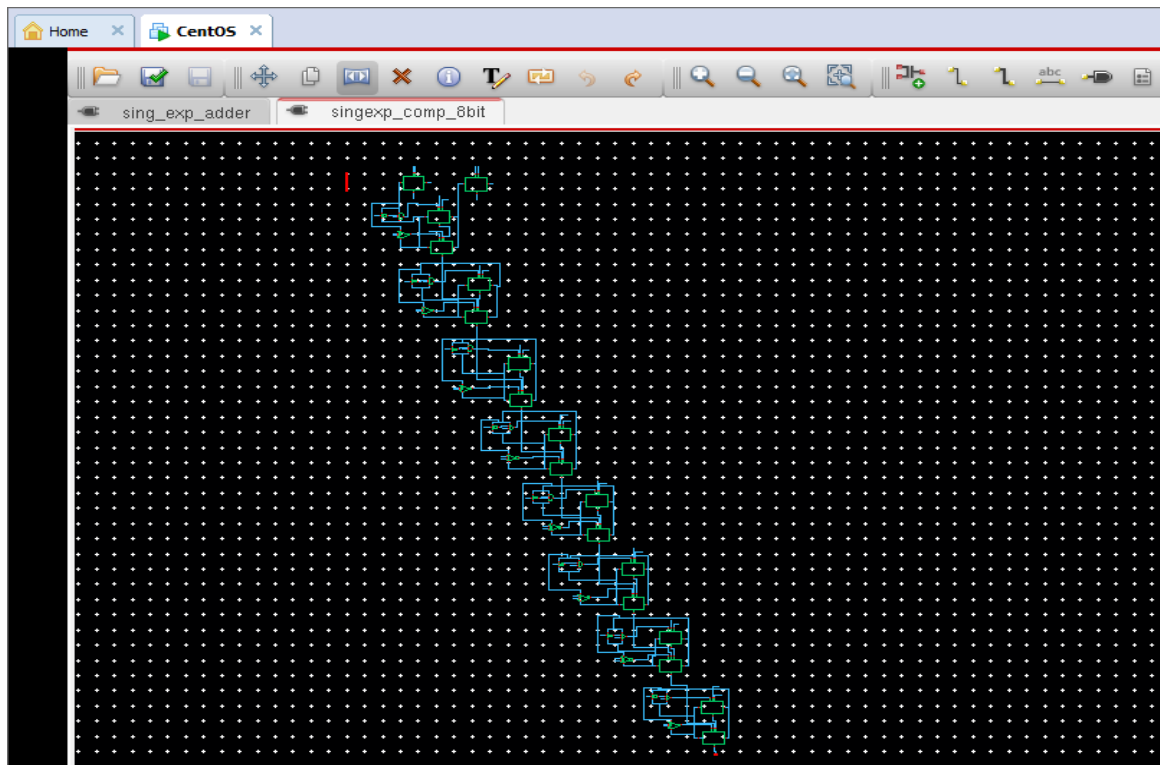 Home
CentOS
T
abc
sing_exp_adder
singexp_comp_8bit